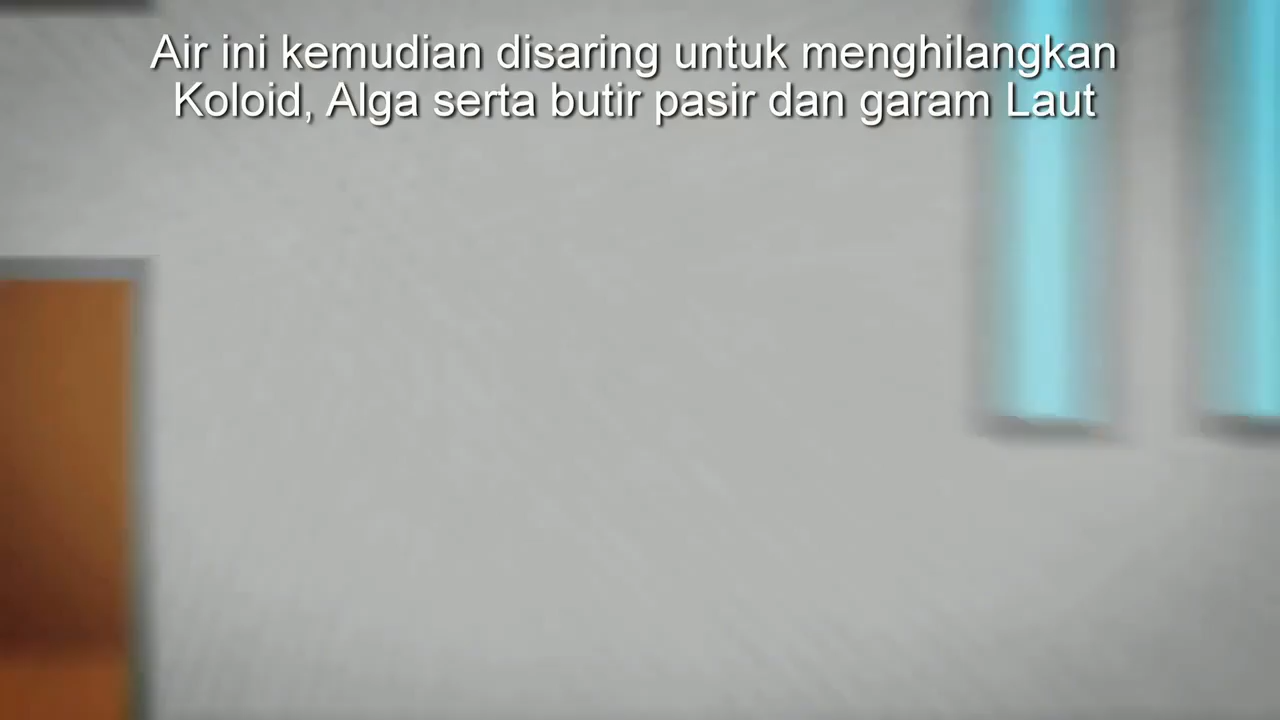 Air ini kemudian disaring untuk menghilangkan
Koloid, Alga serta butir pasir dan garam Laut